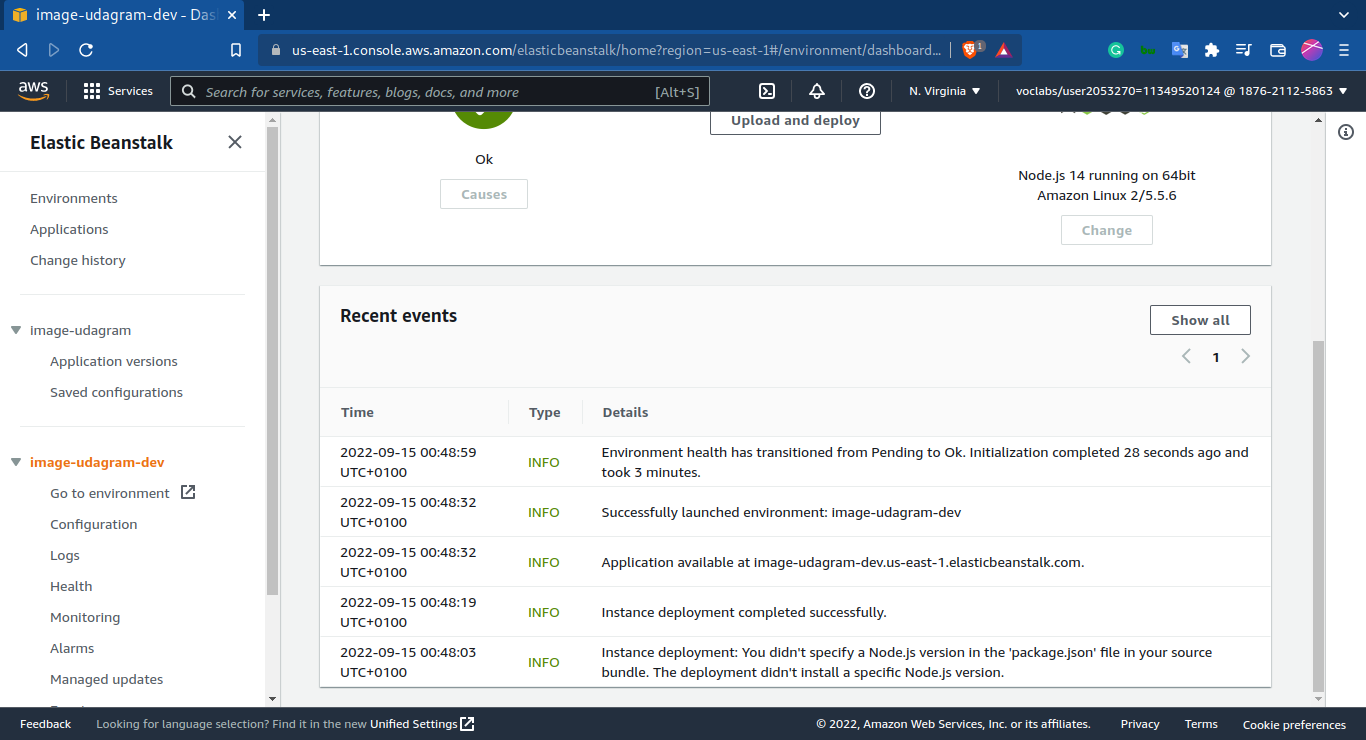 image-udagram-dev - Das
us-east-1.console.aws.amazon.com/elasticbeanstalk/home?region=us-east-1#/environment/dashboard...
1
aws
Services
Search for services, features, blogs, docs, and more
[Alt+S]
N. Virginia
voclabs/user2053270=11349520124 @ 1876-2112-5863
Elastic Beanstalk
Environments
Applications
Change history
image-udagram
Application versions
Saved configurations
image-udagram-dev
Go to environment
Configuration
Logs
Health
Monitoring
Alarms
Managed updates
Ok
Causes
Upload and deploy
Node.js 14 running on 64bit
Amazon Linux 2/5.5.6
Change
Recent events
Show all
1
Time Type Details
2022-09-15 00:48:59
UTC+0100
INFO
Environment health has transitioned from Pending to Ok. Initialization completed 28 seconds ago and
took 3 minutes.
2022-09-15 00:48:32
UTC+0100
INFO
Successfully launched environment: image-udagram-dev
2022-09-15 00:48:32
UTC+0100
INFO
Application available at image-udagram-dev.us-east-1.elasticbeanstalk.com.
2022-09-15 00:48:19
UTC+0100
INFO
Instance deployment completed successfully.
2022-09-15 00:48:03
UTC+0100
INFO
Instance deployment: You didn't specify a Node.js version in the 'package.json' file in your source
bundle. The deployment didn't install a specific Node.js version.
Feedback
Looking for language selection? Find it in the new Unified Settings
© 2022, Amazon Web Services, Inc. or its affiliates.
Privacy
Terms
Cookie preferences